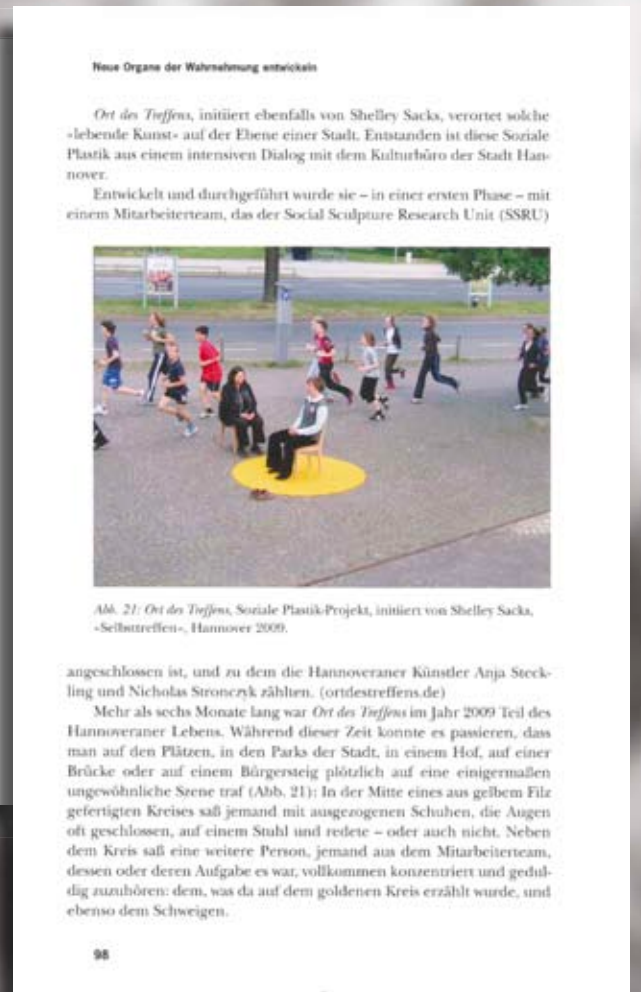 Neue Organe der Wahrnehmung entwickeln
Ort des Treffens, initiiert ebenfalls von Shelley Sacks, verortet solche
»lebende Kunst« auf der Ebene einer Stadt. Entstanden ist diese Soziale
Plastik aus einem intensiven Dialog mit dem Kulturbüro der Stadt Han-
nover.
Entwickelt und durchgeführt wurde sie – in einer ersten Phase – mit
einem Mitarbeiterteam, das der Social Sculpture Research Unit (SSRU)
Abb. 21: Ort des Treffens, Soziale Plastik-Projekt, initiiert von Shelley Sacks,
»Selbsttreffen«, Hannover 2009.
angeschlossen ist, und zu dem die Hannoveraner Künstler Anja Steck-
ling und Nicholas Stronczyk zählten. (ortdestreffens.de)
Mehr als sechs Monate lang war Ort des Treffens im Jahr 2009 Teil des
Hannoveraner Lebens. Während dieser Zeit konnte es passieren, dass
man auf den Plätzen, in den Parks der Stadt, in einem Hof, auf einer
Brücke oder auf einem Bürgersteig plötzlich auf eine einigermaßen
ungewöhnliche Szene traf (Abb. 21): In der Mitte eines aus gelbem Filz
gefertigten Kreises saß jemand mit ausgezogenen Schuhen, die Augen
oft geschlossen, auf einem Stuhl und redete – oder auch nicht. Neben
dem Kreis saß eine weitere Person, jemand aus dem Mitarbeiterteam,
dessen oder deren Aufgabe es war, vollkommen konzentriert und gedul-
dig zuzuhören: dem, was da auf dem goldenen Kreis erzählt wurde, und
ebenso dem Schweigen.
98